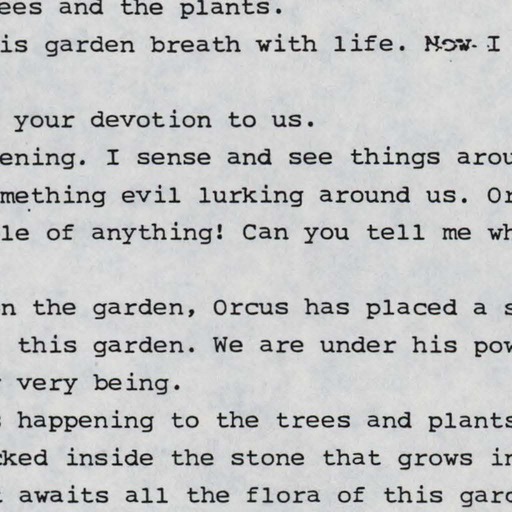 ees and the plants.
is garden breath with life. Now I
your devotion to us.
ening. I sense and see things arou
mething evil lurking around us. Or
le of anything! Can you tell me wh
n the garden, Orcus has placed a s
this garden. We are under his pow
very being.
s happening to the trees and plants
cked inside the stone that grows in
t awaits all the flora of this gard